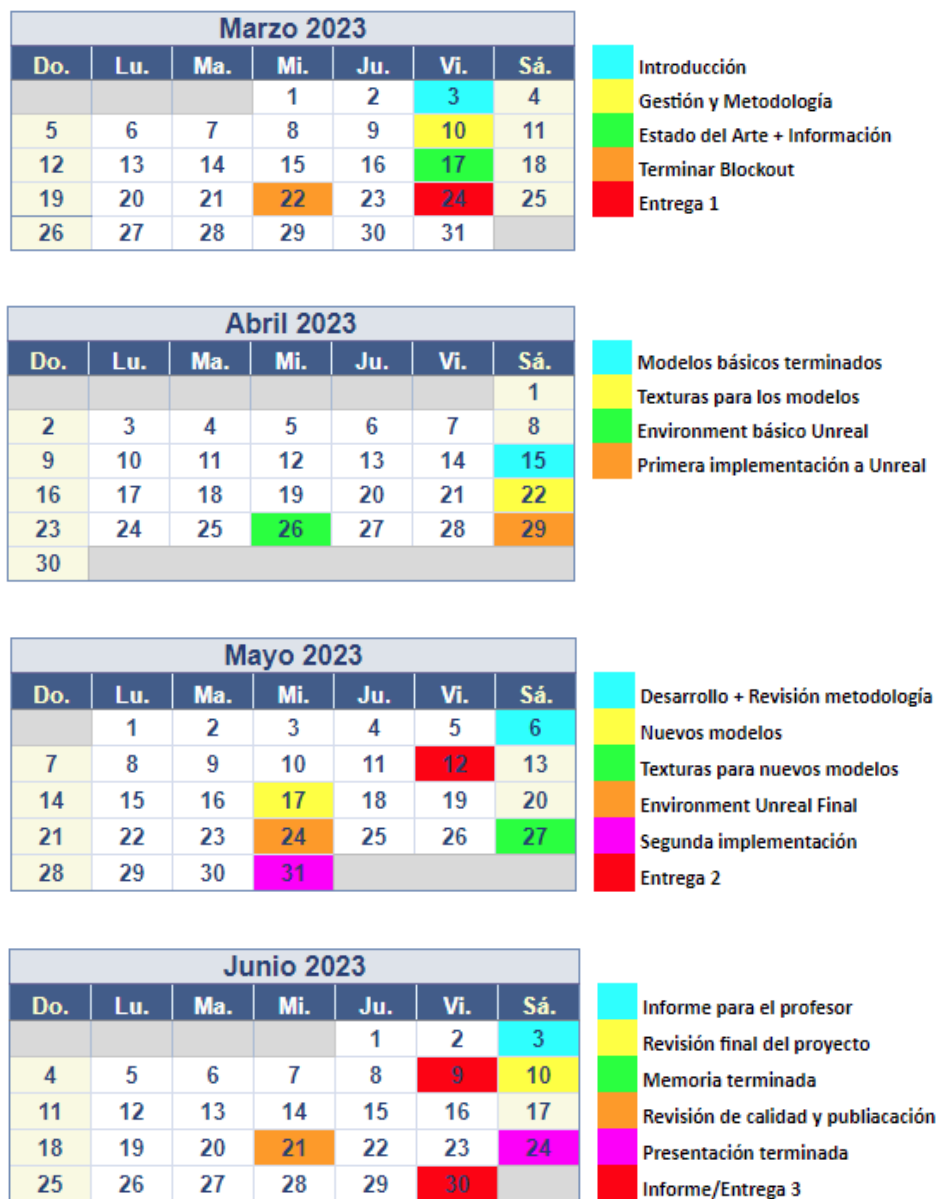 Marzo 2023
Do. Lu. Ma. Mi. Ju. Vi. Sá.
1 2 3 4
5 6 7 8 9 10 11
12 13 14 15 16 17 18
19 20 21 22 23 24 25
26 27 28 29 30 31
Introducción
Gestión y Metodología
Estado del Arte + Información
Terminar Blockout
Entrega 1
Abril 2023
Do. Lu. Ma. Mi. Ju. Vi. Sá.
1
2 3 4 5 6 7 8
9 10 11 12 13 14 15
16 17 18 19 20 21 22
23 24 25 26 27 28 29
30
Modelos básicos terminados
Texturas para los modelos
Environment básico Unreal
Primera implementación a Unreal
Mayo 2023
Do. Lu. Ma. Mi. Ju. Vi. Sá.
1 2 3 4 5 6
7 8 9 10 11 12 13
14 15 16 17 18 19 20
21 22 23 24 25 26 27
28 29 30 31
Desarrollo + Revisión metodología
Nuevos modelos
Texturas para nuevos modelos
Environment Unreal Final
Segunda implementación
Entrega 2
Junio 2023
Do. Lu. Ma. Mi. Ju. Vi. Sá.
1 2 3
4 5 6 7 8 9 10
11 12 13 14 15 16 17
18 19 20 21 22 23 24
25 26 27 28 29 30
Informe para el profesor
Revisión final del proyecto
Memoria terminada
Revisión de calidad y publiacación
Presentación terminada
Informe/Entrega 3